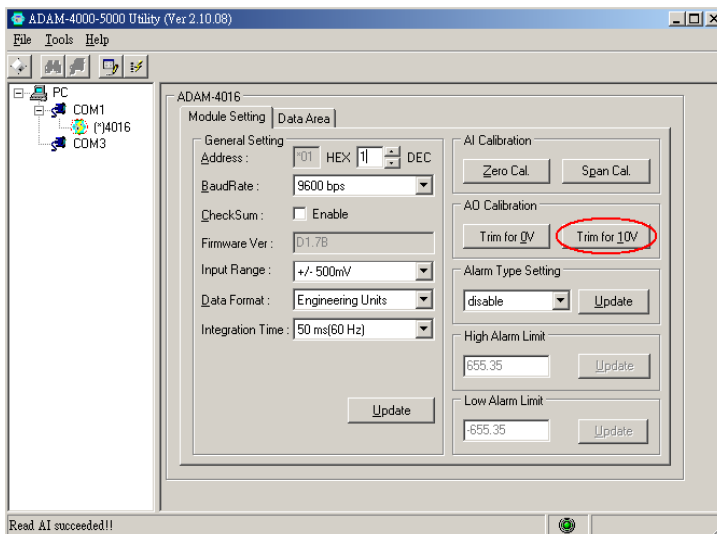 ADAM-4000-5000 Utility (Ver 2.10.08)
File Tools Help
PC
COM1
(*)4016
COM3
ADAM-4016
Module Setting Data Area
General Setting
Address : *01 HEX 1 DEC
BaudRate : 9600 bps
CheckSum : Enable
Firmware Ver : D1.7B
Input Range : +/- 500mV
Data Format : Engineering Units
Integration Time : 50 ms(60 Hz)
Update
AI Calibration
Zero Cal. Span Cal.
AO Calibration
Trim for 0V Trim for 10V
Alarm Type Setting
disable Update
High Alarm Limit
655.35 Update
Low Alarm Limit
-655.35 Update
Read AI succeeded!!